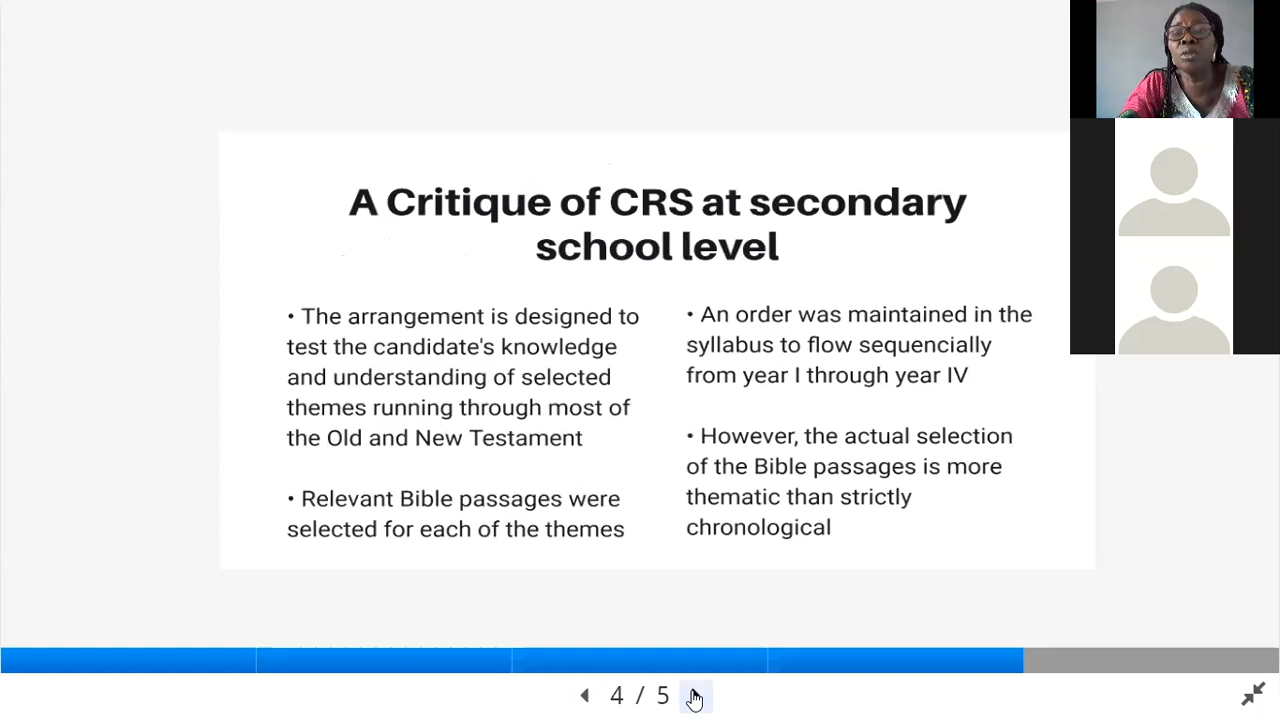 A Critique of CRS at secondary
school level
• The arrangement is designed to
test the candidate's knowledge
and understanding of selected
themes running through most of
the Old and New Testament
• Relevant Bible passages were
selected for each of the themes
• An order was maintained in the
syllabus to flow sequencially
from year I through year IV
• However, the actual selection
of the Bible passages is more
thematic than strictly
chronological
4 / 5